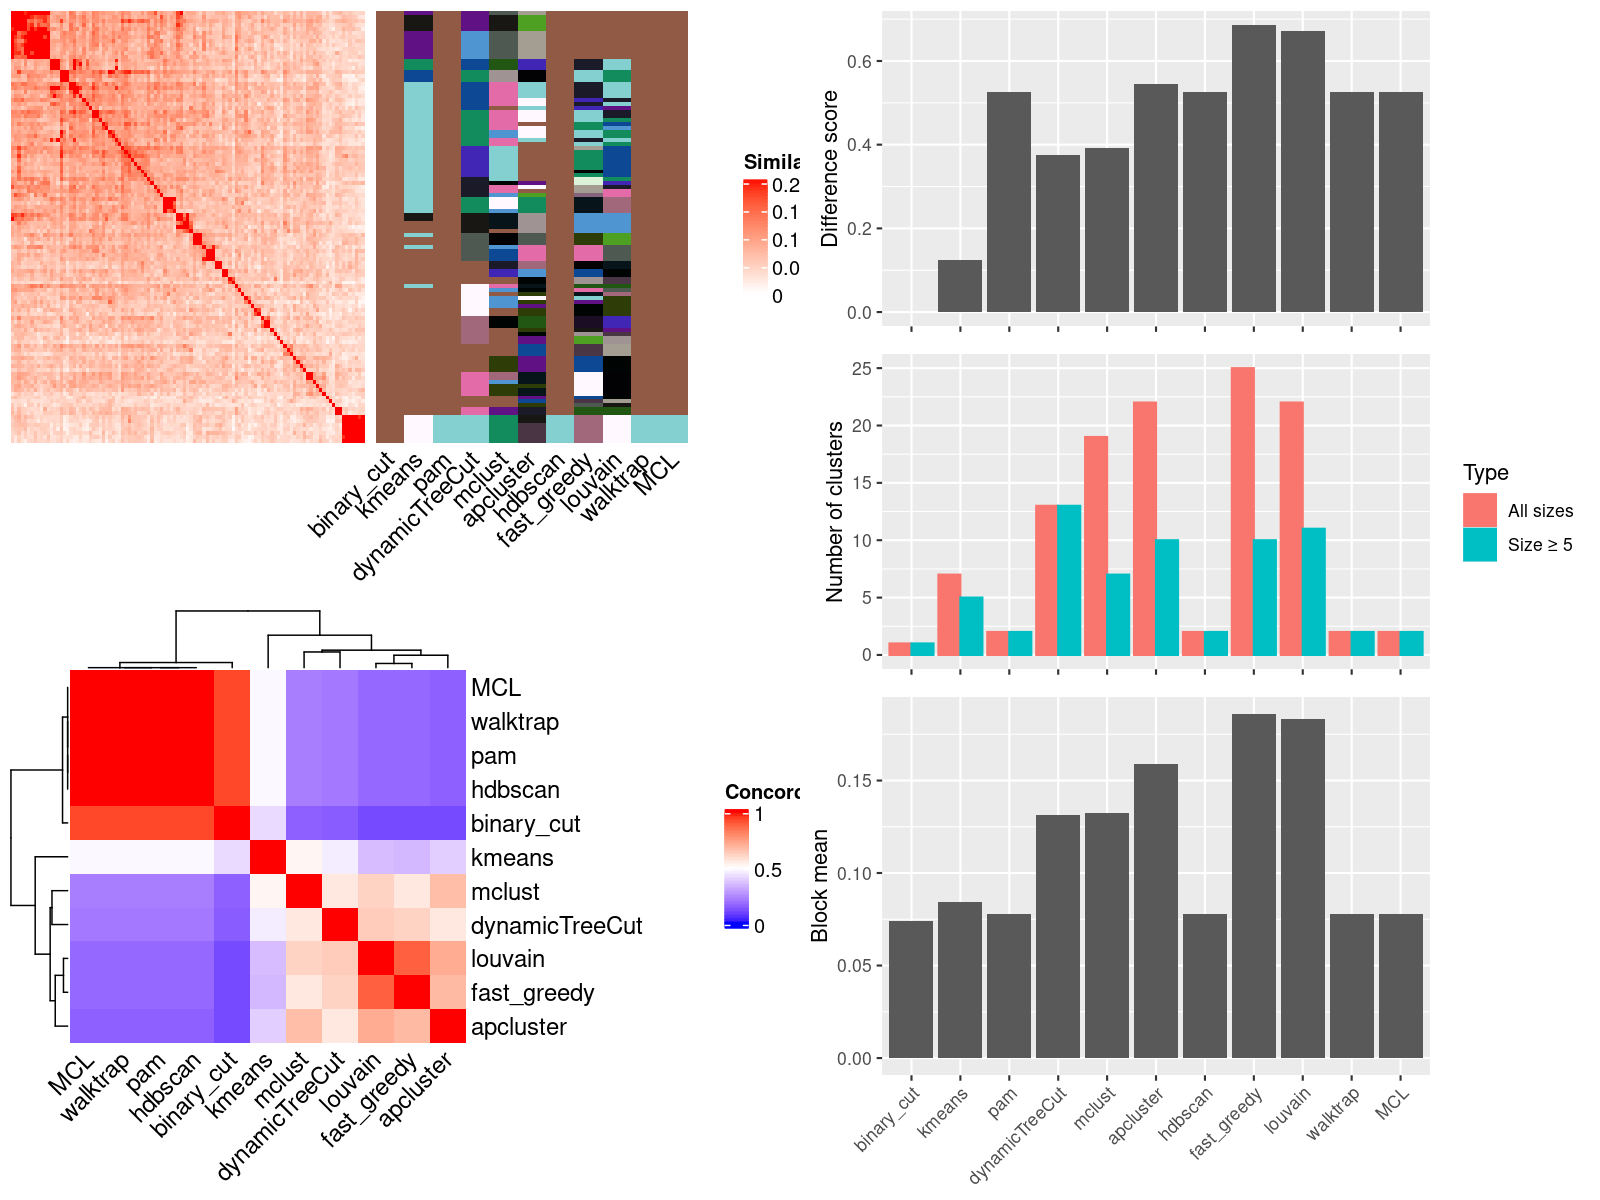 Simila
0.2
0.1
0.1
0.0
0
binary_cut
kmeans
pam
dynamicTreeCut
mclust
apcluster
hdbscan
fast_greedy
louvain
walktrap
MCL
MCL
walktrap
pam
hdbscan
binary_cut
kmeans
mclust
dynamicTreeCut
louvain
fast_greedy
apcluster
Concord
1
0.5
0
MCL
walktrap
pam
hdbscan
binary_cut
kmeans
mclust
dynamicTreeCut
louvain
fast_greedy
apcluster
Difference score
0.6
0.4
0.2
0.0
Number of clusters
25
20
15
10
5
0
Type
All sizes
Size ≥ 5
Block mean
0.15
0.10
0.05
0.00
binary_cut
kmeans
pam
dynamicTreeCut
mclust
apcluster
hdbscan
fast_greedy
louvain
walktrap
MCL